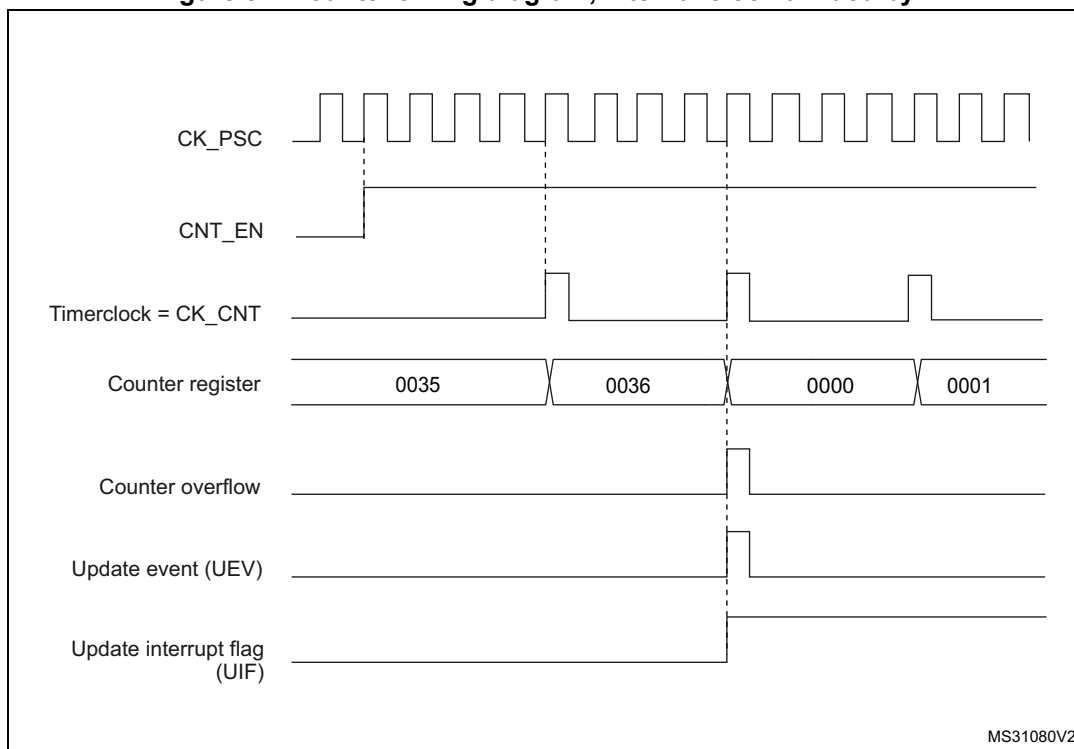 CK_PSC
CNT_EN
Timerclock = CK_CNT
Counter register
0035 0036 0000 0001
Counter overflow
Update event (UEV)
Update interrupt flag
(UIF)
MS31080V2